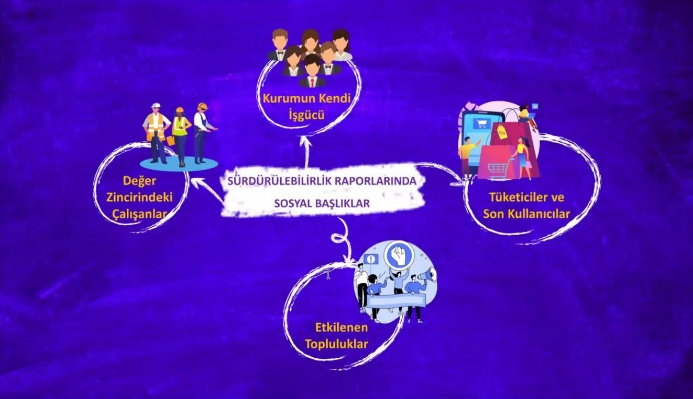 Kurumun Kendi
İşgücü
Değer
Zincirindeki
Çalışanlar
SÜRDÜRÜLEBİLİRLİK RAPORLARINDA
SOSYAL BAŞLIKLAR
Tüketiciler ve
Son Kullanıcılar
Etkilenen
Topluluklar